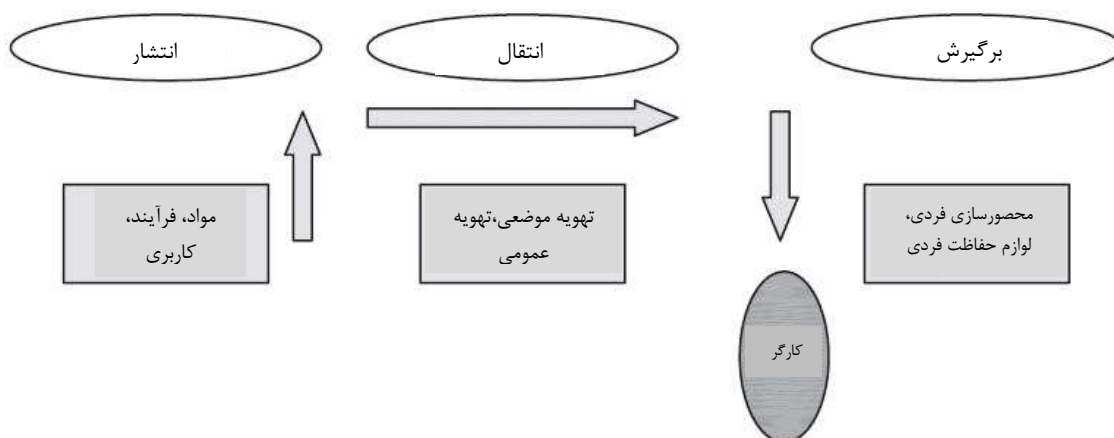 انتشار
انتقال
برگیرش
مواد، فرآیند،
کاربری
تهویه موضعی،تهویه
عمومی
محصورسازی فردی،
لوازم حفاظت فردی
کارگر